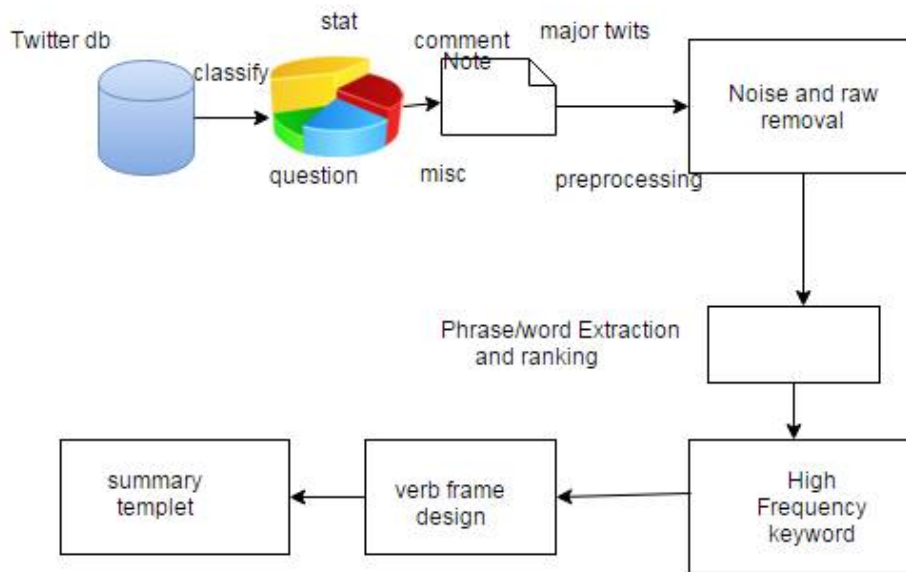 Twitter db
classify
stat
question
comment
Note
misc
major twits
preprocessing
Noise and raw
removal
Phrase/word Extraction
and ranking
High
Frequency
keyword
verb frame
design
summary
templet